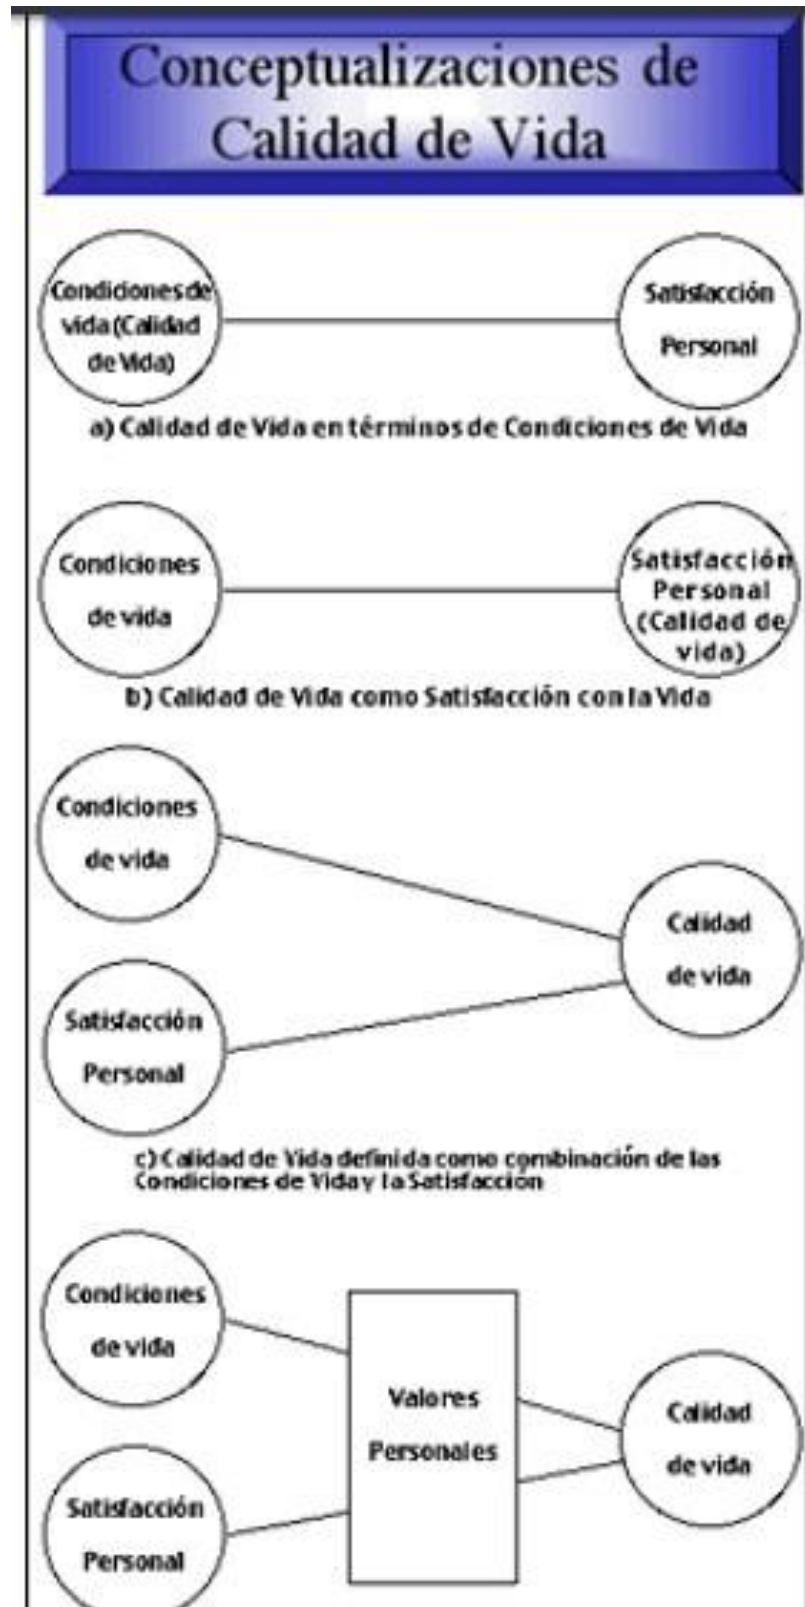 Conceptualizaciones de
Calidad de Vida
Condiciones de
vida (Calidad
de Vida)
Satisfacción
Personal
a) Calidad de Vida en términos de Condiciones de Vida
Condiciones
de vida
Satisfacción
Personal
(Calidad de
vida)
b) Calidad de Vida como Satisfacción con la Vida
Condiciones
de vida
Satisfacción
Personal
Calidad
de vida
c) Calidad de Vida definida como combinación de las
Condiciones de Vida y la Satisfacción
Condiciones
de vida
Satisfacción
Personal
Valores
Personales
Calidad
de vida